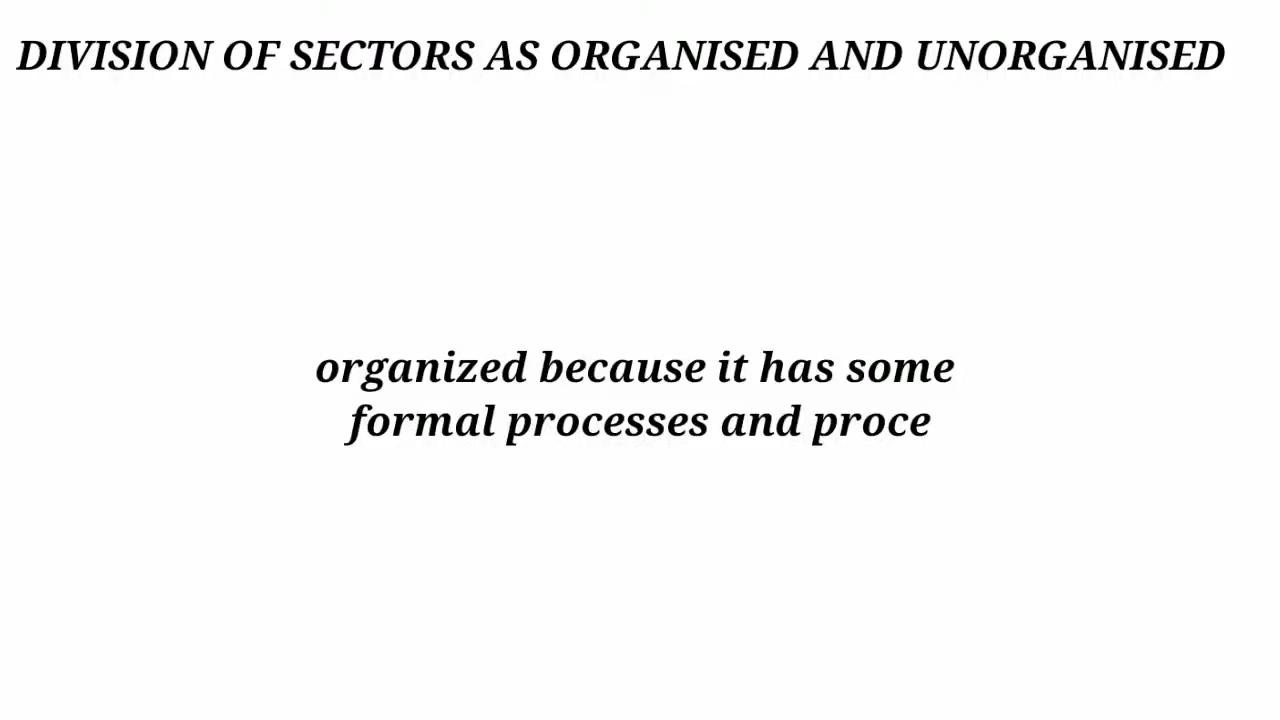 DIVISION OF SECTORS AS ORGANISED AND UNORGANISED
organized because it has some
formal processes and proce